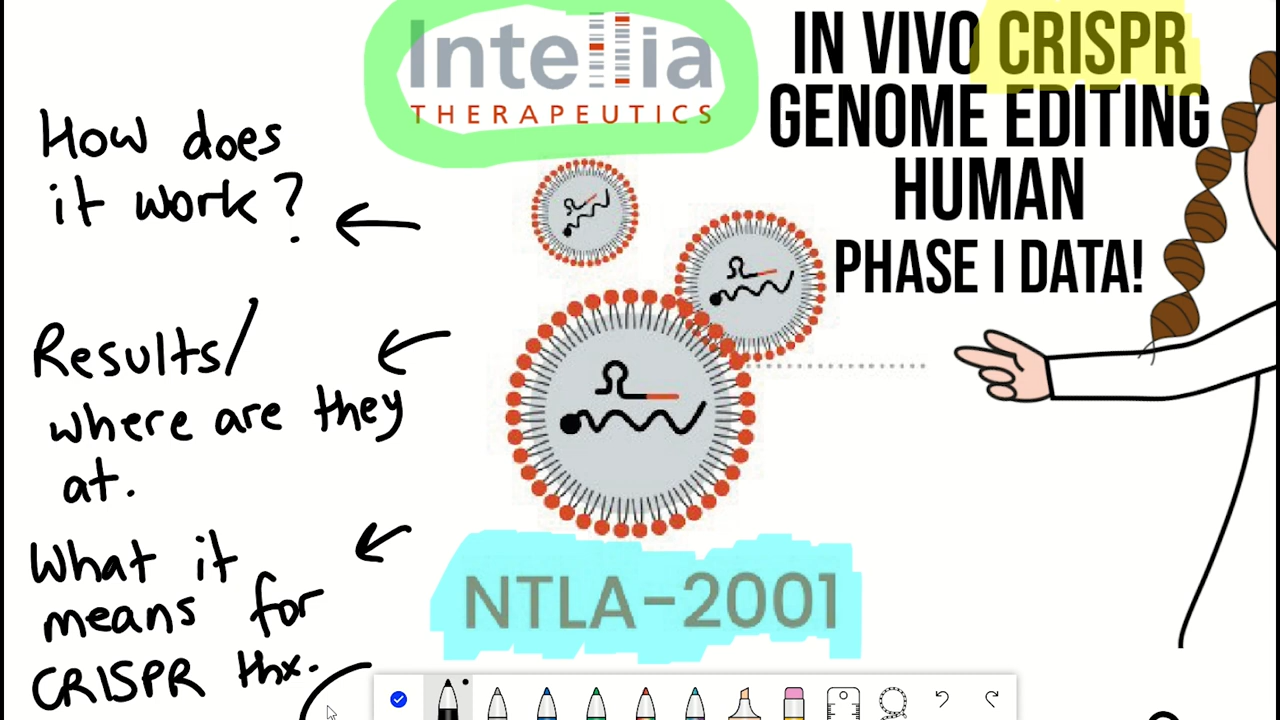 Intellia
THERAPEUTICS
IN VIVO CRISPR
GENOME EDITING
HUMAN
PHASE I DATA!
How does
it work?
Results/
where are they
at.
What it
means for
CRISPR thx.
NTLA-2001